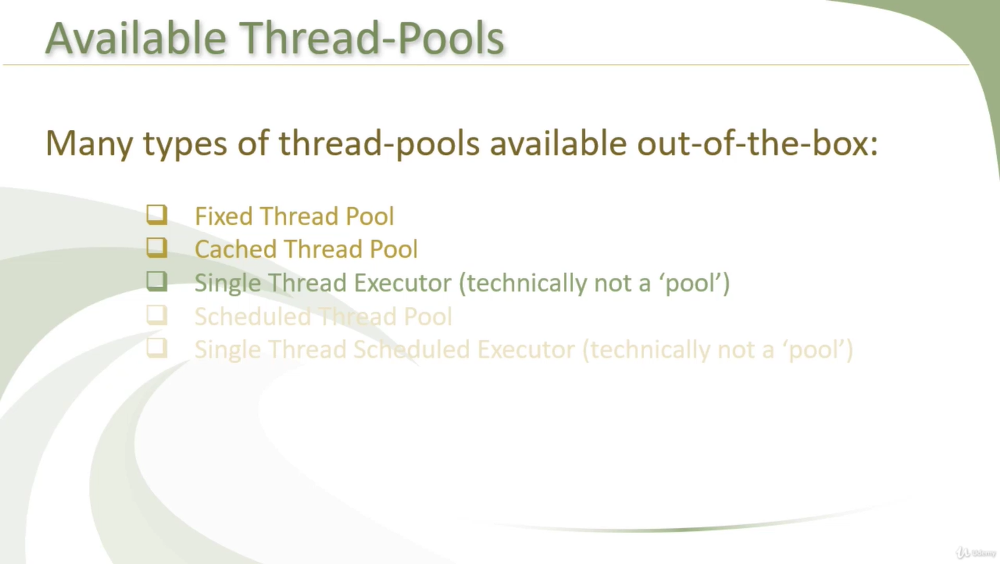 Available Thread-Pools
Many types of thread-pools available out-of-the-box:
Fixed Thread Pool
Cached Thread Pool
Single Thread Executor (technically not a ‘pool’)
Scheduled Thread Pool
Single Thread Scheduled Executor (technically not a ‘pool’)
Udemy